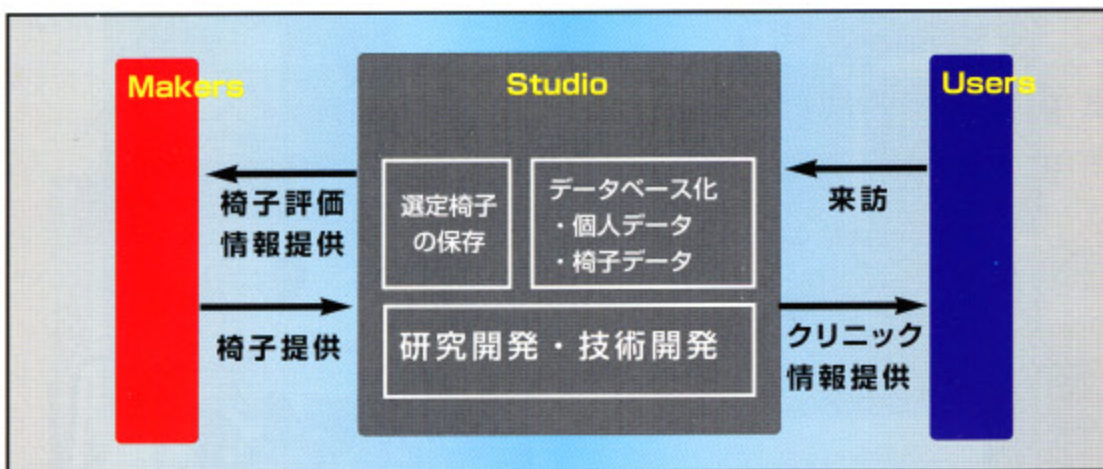 Makers
Studio
Users
椅子評価
情報提供
椅子提供
選定椅子
の保存
データベース化
・個人データ
・椅子データ
研究開発・技術開発
来訪
クリニック
情報提供